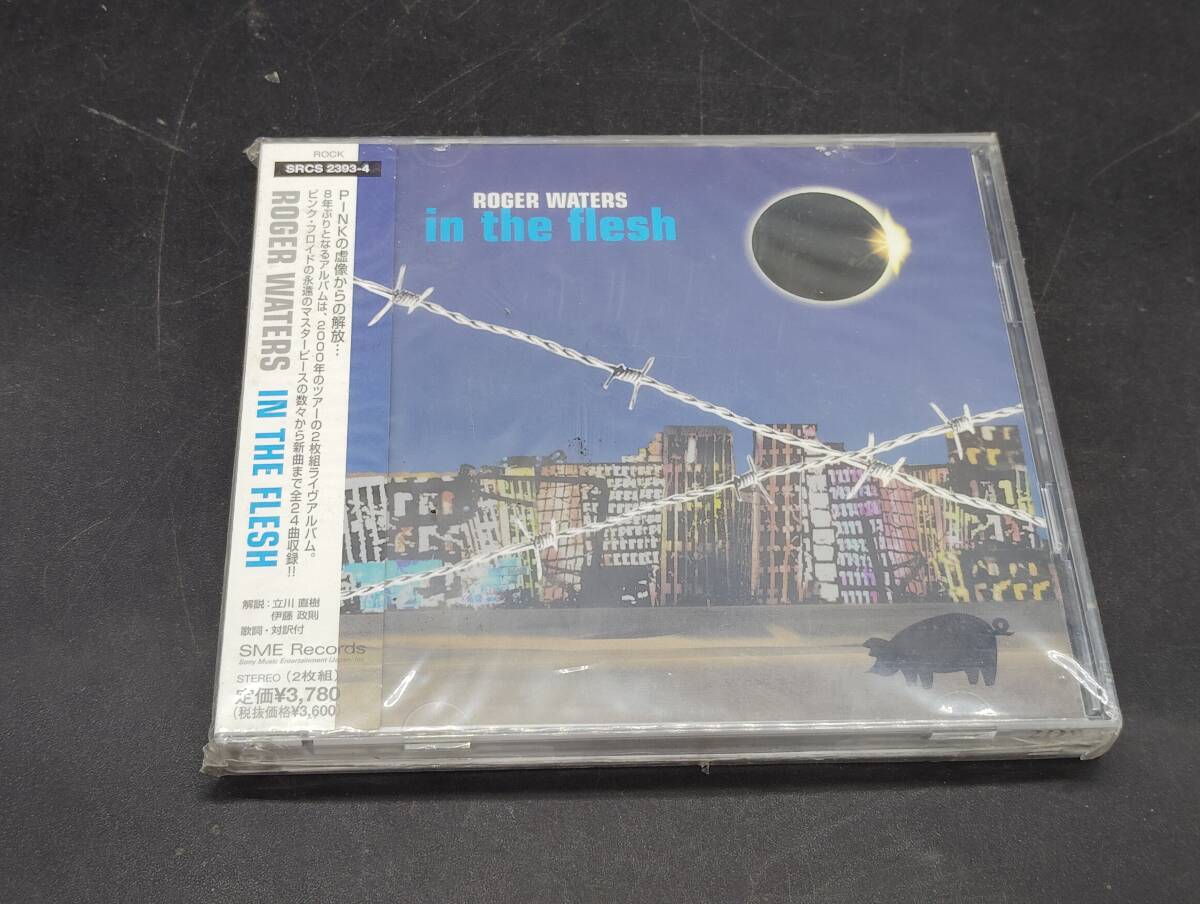 ROCK
SRCS 2393-4
ROGER WATERS IN THE FLESH
PINKの虚像からの解放…
8年ぶりとなるアルバムは、2000年のツアーの2枚組ライヴアルバム。
ピンク・フロイドの永遠のマスターピースの数々から新曲まで全24曲収録!!
解説:立川 直樹
伊藤 政則
歌詞・対訳付
SME Records
Sony Music Entertainment (Japan) Inc.
STEREO (2枚組)
定価¥3,780
(税抜価格¥3,600)
ROGER WATERS
in the flesh